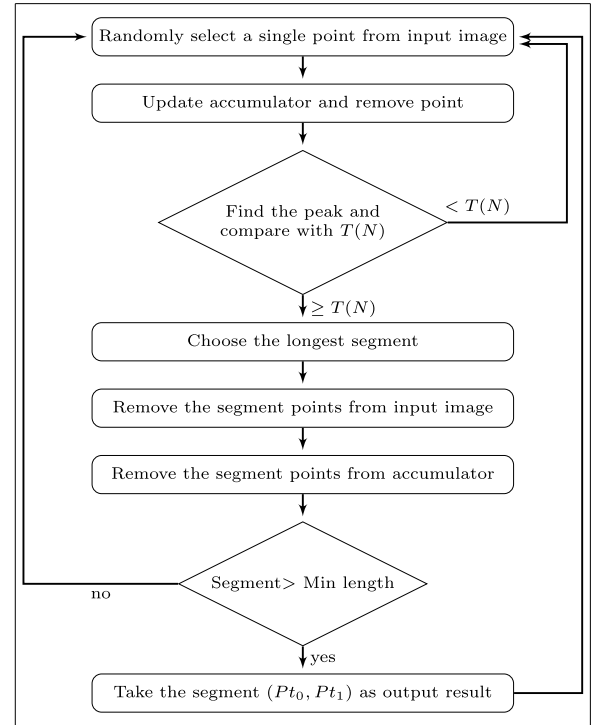 Randomly select a single point from input image
Update accumulator and remove point
Find the peak and
compare with T(N)
< T(N)
≥ T(N)
Choose the longest segment
Remove the segment points from input image
Remove the segment points from accumulator
Segment> Min length
no
yes
Take the segment (Pt₀, Pt₁) as output result